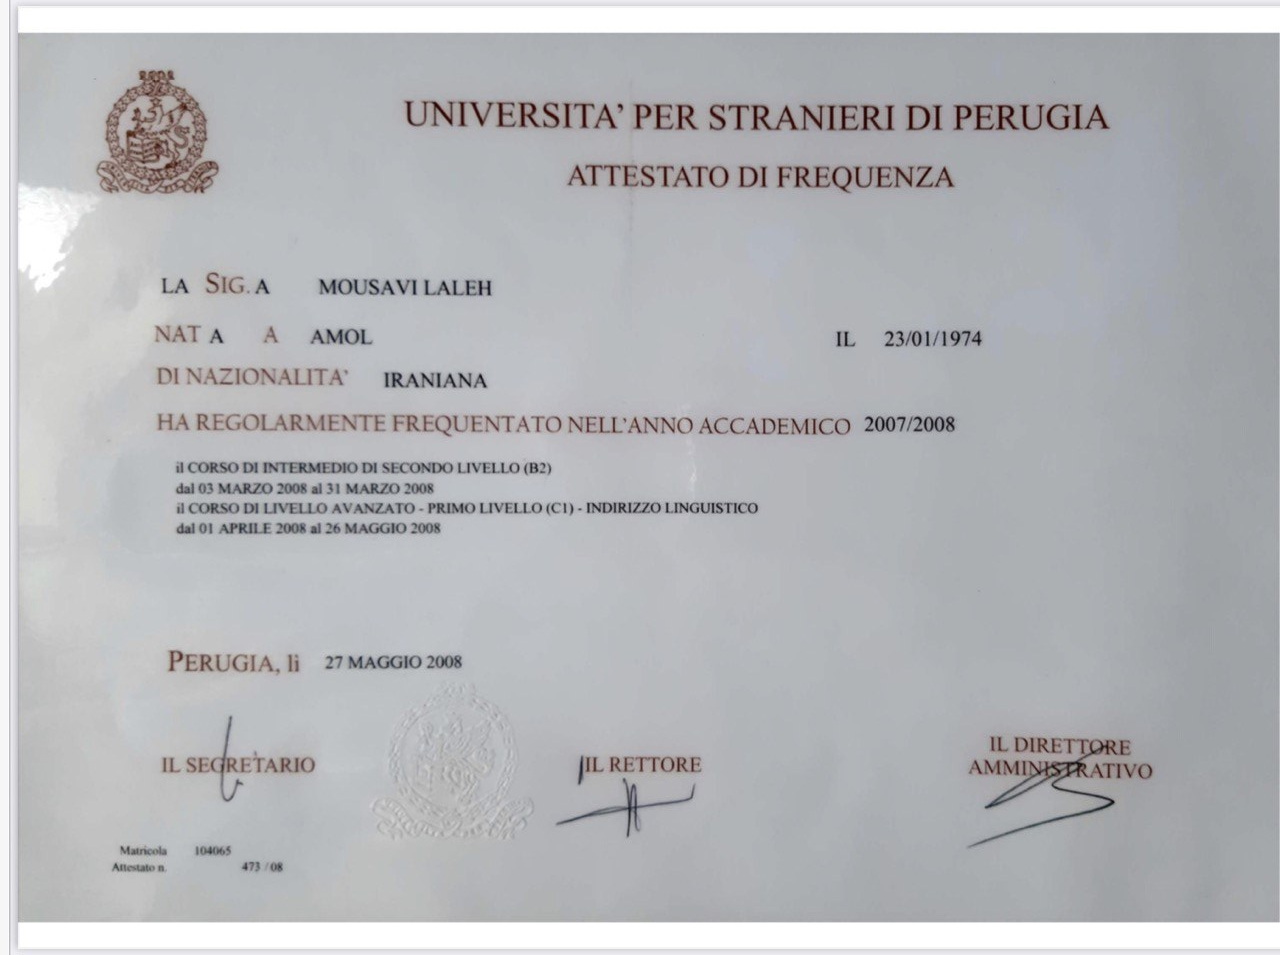 UNIVERSITA' PER STRANIERI DI PERUGIA
ATTESTATO DI FREQUENZA
LA SIG.A MOUSAVI LALEH
NATA A AMOL IL 23/01/1974
DI NAZIONALITA' IRANIANA
HA REGOLARMENTE FREQUENTATO NELL'ANNO ACCADEMICO 2007/2008
il CORSO DI INTERMEDIO DI SECONDO LIVELLO (B2)
dal 03 MARZO 2008 al 31 MARZO 2008
il CORSO DI LIVELLO AVANZATO - PRIMO LIVELLO (C1) - INDIRIZZO LINGUISTICO
dal 01 APRILE 2008 al 26 MAGGIO 2008
PERUGIA, lì 27 MAGGIO 2008
IL SEGRETARIO
IL RETTORE
IL DIRETTORE
AMMINISTRATIVO
Matricola 104065
Attestato n. 473 / 08